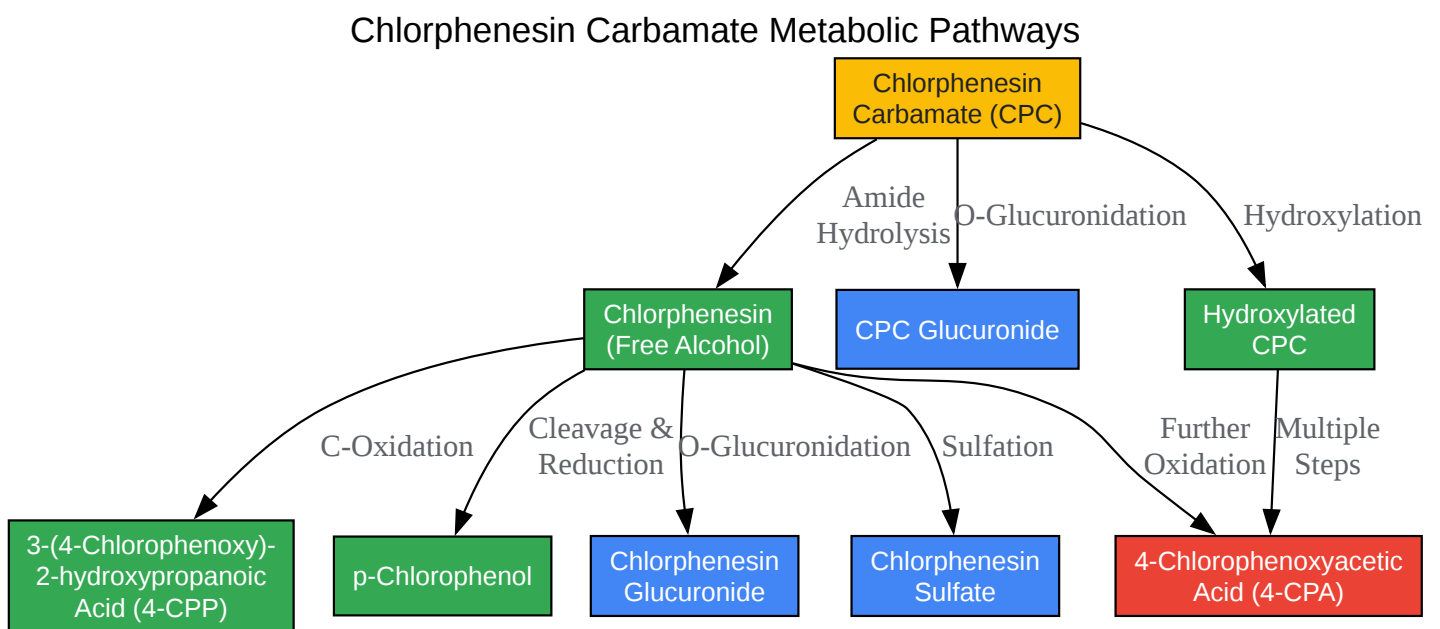 Chlorphenesin Carbamate Metabolic Pathways
Chlorphenesin
Carbamate (CPC)
Amide
Hydrolysis
O-Glucuronidation
Hydroxylation
Chlorphenesin
(Free Alcohol)
CPC Glucuronide
Hydroxylated
CPC
C-Oxidation
Cleavage &
Reduction
O-Glucuronidation
Sulfation
Further
Oxidation
Multiple
Steps
3-(4-Chlorophenoxy)-
2-hydroxypropanoic
Acid (4-CPP)
p-Chlorophenol
Chlorphenesin
Glucuronide
Chlorphenesin
Sulfate
4-Chlorophenoxyacetic
Acid (4-CPA)